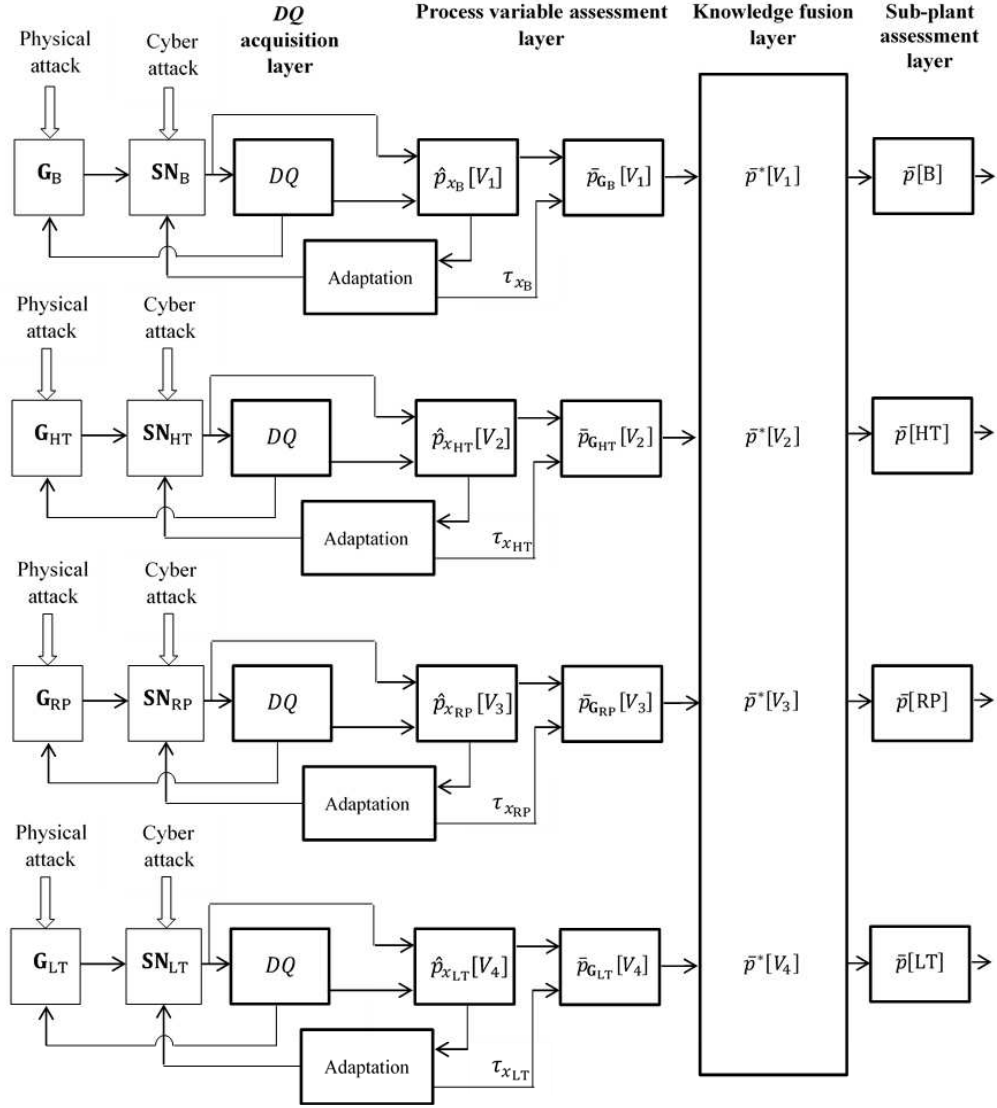 DQ acquisition layer
Process variable assessment layer
Knowledge fusion layer
Sub-plant assessment layer
Physical attack
Cyber attack
G_B
SN_B
DQ
p̂_{x_B}[V_1]
p̄_{G_B}[V_1]
p̄*[V_1]
p̄[B]
Adaptation
τ_{x_B}
Physical attack
Cyber attack
G_HT
SN_HT
DQ
p̂_{x_HT}[V_2]
p̄_{G_HT}[V_2]
p̄*[V_2]
p̄[HT]
Adaptation
τ_{x_HT}
Physical attack
Cyber attack
G_RP
SN_RP
DQ
p̂_{x_RP}[V_3]
p̄_{G_RP}[V_3]
p̄*[V_3]
p̄[RP]
Adaptation
τ_{x_RP}
Physical attack
Cyber attack
G_LT
SN_LT
DQ
p̂_{x_LT}[V_4]
p̄_{G_LT}[V_4]
p̄*[V_4]
p̄[LT]
Adaptation
τ_{x_LT}